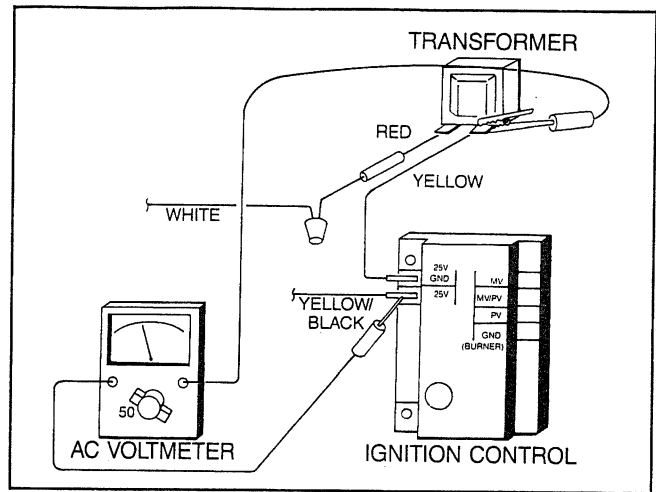 TRANSFORMER
RED
YELLOW
WHITE
25V
GND
25V
MV
MV/PV
PV
GND
(BURNER)
YELLOW/
BLACK
50
AC VOLTMETER
IGNITION CONTROL